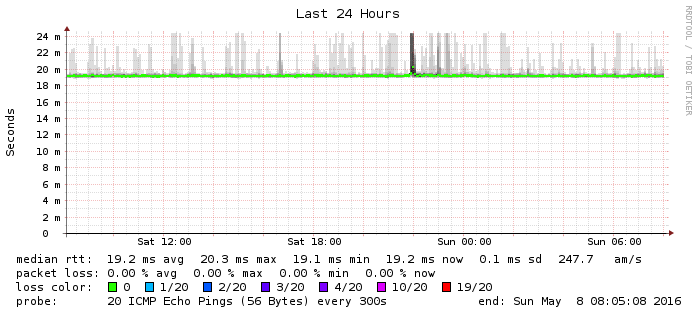 Last 24 Hours
RRDTOOL / TOBI OETIKER
Seconds
24 m
22 m
20 m
18 m
16 m
14 m
12 m
10 m
8 m
6 m
4 m
2 m
0
Sat 12:00 Sat 18:00 Sun 00:00 Sun 06:00
median rtt: 19.2 ms avg 20.3 ms max 19.1 ms min 19.2 ms now 0.1 ms sd 247.7 am/s
packet loss: 0.00 % avg 0.00 % max 0.00 % min 0.00 % now
loss color: 0 1/20 2/20 3/20 4/20 10/20 19/20
probe: 20 ICMP Echo Pings (56 Bytes) every 300s end: Sun May 8 08:05:08 2016